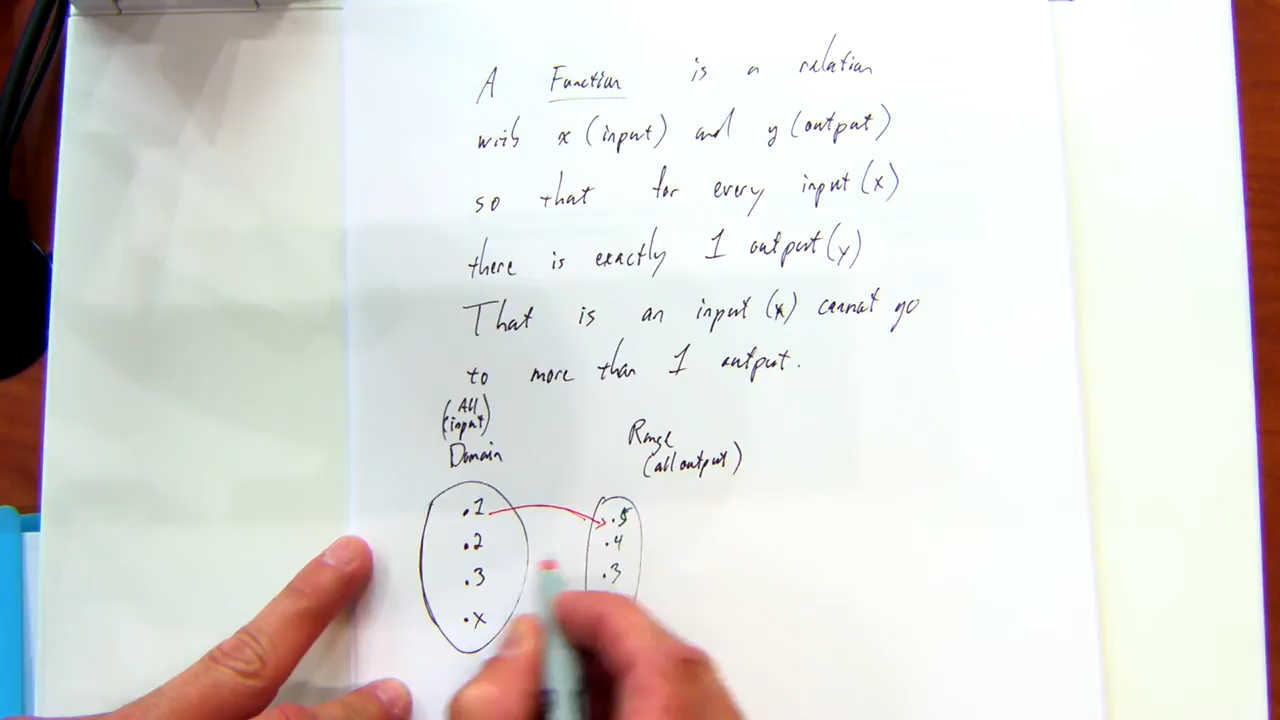 A Function is a relation
with x (input) and y (output)
so that for every input (x)
there is exactly 1 output (y)
That is an input (x) cannot go
to more than 1 output.
(All
(input)
Domain
Range
(all output)
.1
.2
.3
.x
.5
.4
.3